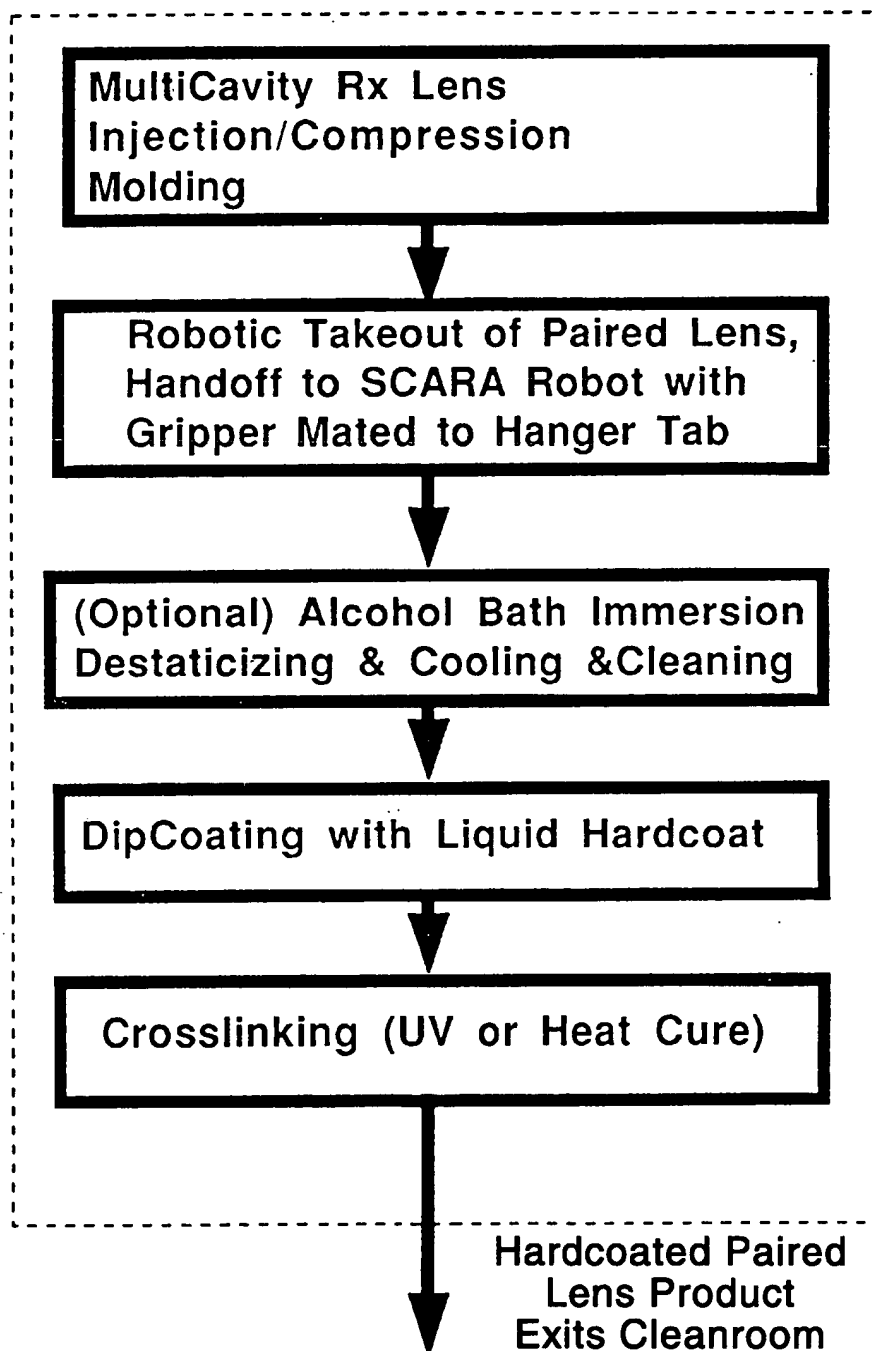 MultiCavity Rx Lens
Injection/Compression
Molding
Robotic Takeout of Paired Lens,
Handoff to SCARA Robot with
Gripper Mated to Hanger Tab
(Optional) Alcohol Bath Immersion
Destaticizing & Cooling &Cleaning
DipCoating with Liquid Hardcoat
Crosslinking (UV or Heat Cure)
Hardcoated Paired
Lens Product
Exits Cleanroom